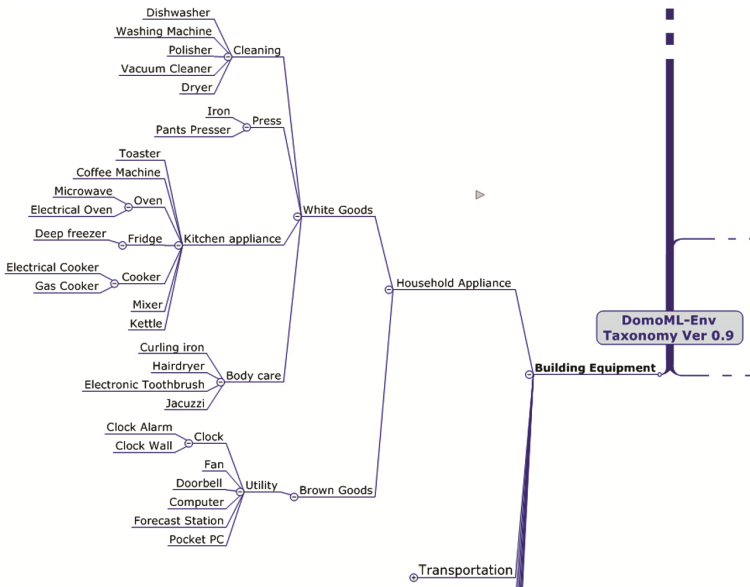 Dishwasher
Washing Machine
Polisher
Cleaning
Vacuum Cleaner
Dryer
Iron
Press
Pants Presser
Toaster
Coffee Machine
Microwave
Oven
Electrical Oven
White Goods
Deep freezer
Fridge
Kitchen appliance
Electrical Cooker
Cooker
Gas Cooker
Household Appliance
Mixer
Kettle
DomoML-Env
Taxonomy Ver 0.9
Curling iron
Hairdryer
Building Equipment
Electronic Toothbrush
Body care
Jacuzzi
Clock Alarm
Clock
Clock Wall
Fan
Doorbell
Utility
Brown Goods
Computer
Forecast Station
Pocket PC
Transportation